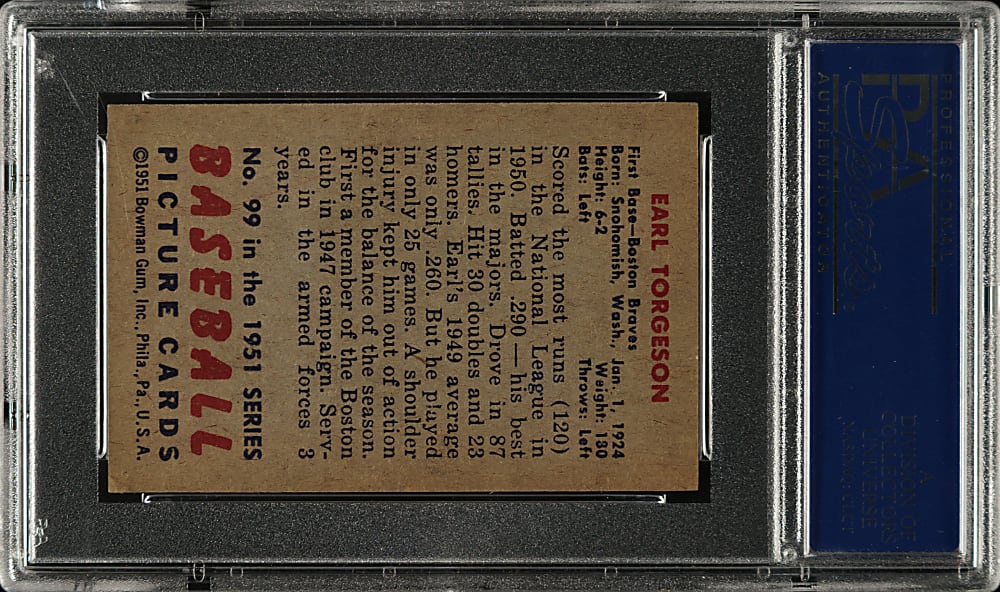 PROFESSIONAL
PSA
Sports
AUTHENTICATOR
A
DIVISION OF
COLLECTORS
UNIVERSE
NASDAQ: CLCT
EARL TORGESON
First Base—Boston Braves
Born: Snohomish, Wash., Jan. 1, 1924
Height: 6-2 Weight: 180
Bats: Left Throws: Left
Scored the most runs (120)
in the National League in
1950. Batted .290—his best
in the majors. Drove in 87
tallies. Hit 30 doubles and 23
homers. Earl's 1949 average
was only .260. But he played
in only 25 games. A shoulder
injury kept him out of action
for the balance of the season.
First a member of the Boston
club in 1947 campaign. Serv-
ed in the armed forces 3
years.
No. 99 in the 1951 SERIES
BASEBALL
PICTURE CARDS
©1951 Bowman Gum, Inc., Phila., Pa., U.S.A.
PSA